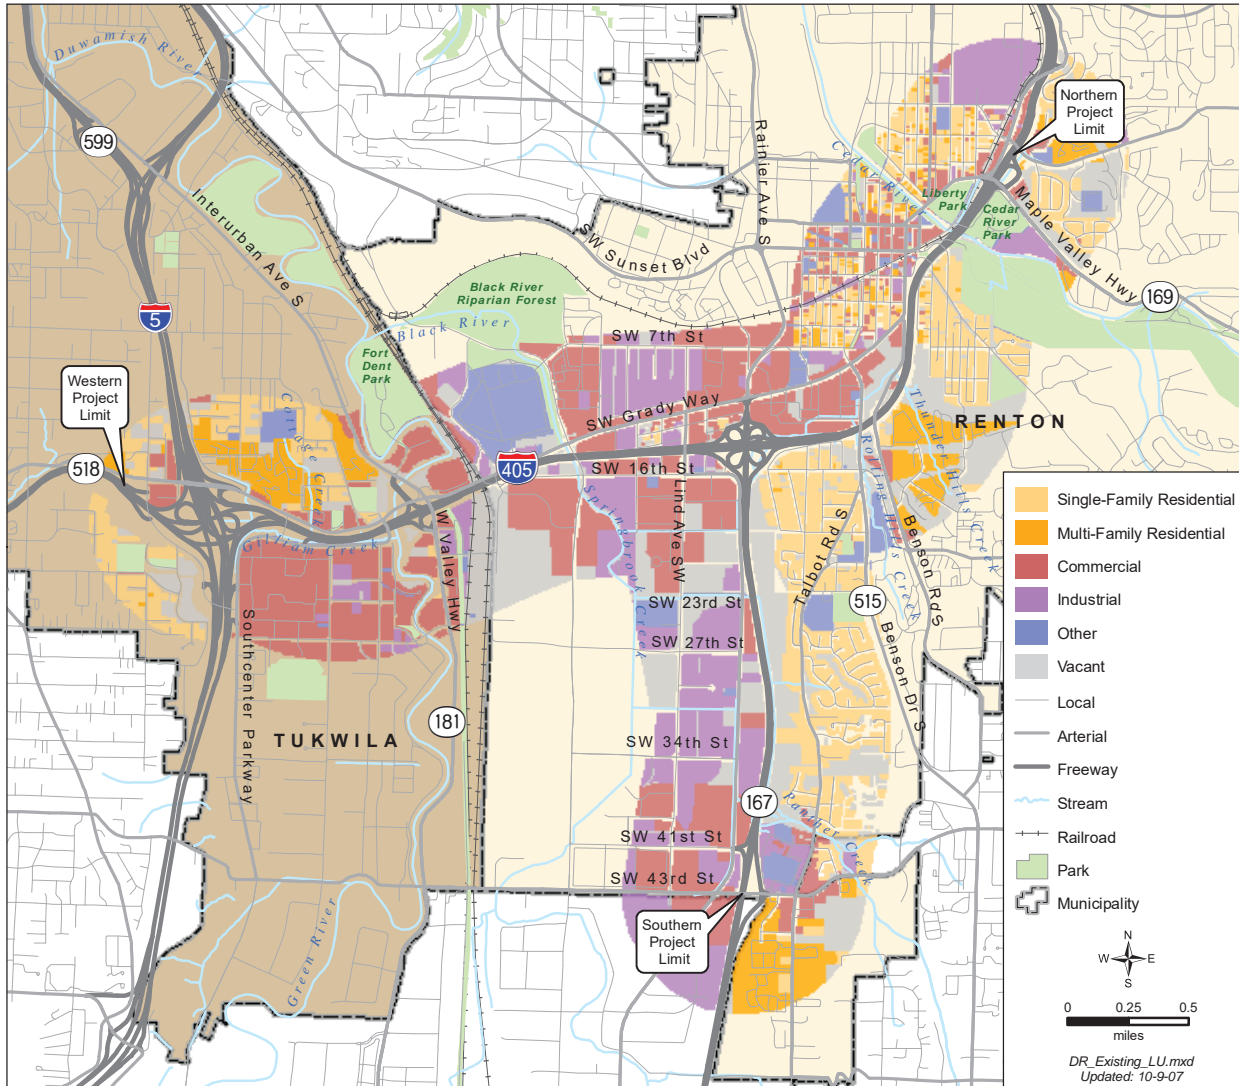 Duwamish River
599
Interurban Ave S
5
Northern
Project
Limit
Rainier Ave S
Cedar River
Liberty
Park
Cedar
River
Park
Maple Valley Hwy
169
SW Sunset Blvd
Black River
Riparian Forest
Black River
SW 7th St
Fort
Dent
Park
Western
Project
Limit
518
Cottage Creek
Gilliam Creek
SW Grady Way
405
SW 16th St
RENTON
Thunder Hills Creek
Rolling Hills Creek
Springbrook Creek
Lind Ave SW
W Valley Hwy
Talbot Rd S
Benson Rd S
515
Benson Dr S
SW 23rd St
SW 27th St
Southcenter Parkway
181
TUKWILA
SW 34th St
167
Panther Creek
SW 41st St
SW 43rd St
Southern
Project
Limit
Green River
Single-Family Residential
Multi-Family Residential
Commercial
Industrial
Other
Vacant
Local
Arterial
Freeway
Stream
Railroad
Park
Municipality
N
W E
S
0 0.25 0.5
miles
DR_Existing_LU.mxd
Updated: 10-9-07